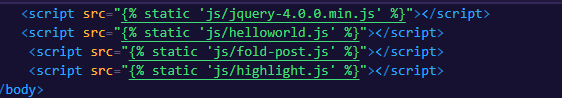 <script src="{% static 'js/jquery-4.0.0.min.js' %}"></script>
<script src="{% static 'js/helloworld.js' %}"></script>
<script src="{% static 'js/fold-post.js' %}"></script>
<script src="{% static 'js/highlight.js' %}"></script>
/body>